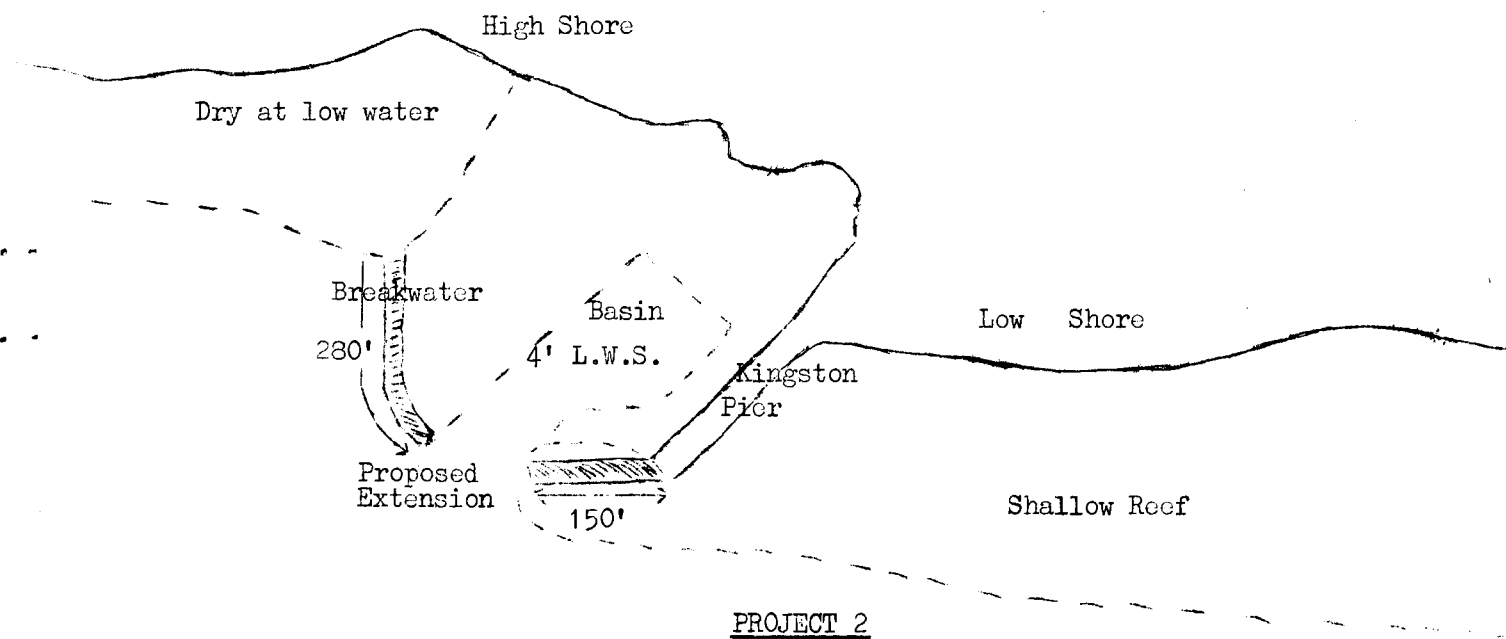 High Shore
Dry at low water
Breakwater
280'
Basin
4' L.W.S.
Kingston
Pier
Low Shore
Proposed
Extension
150'
Shallow Reef
PROJECT 2